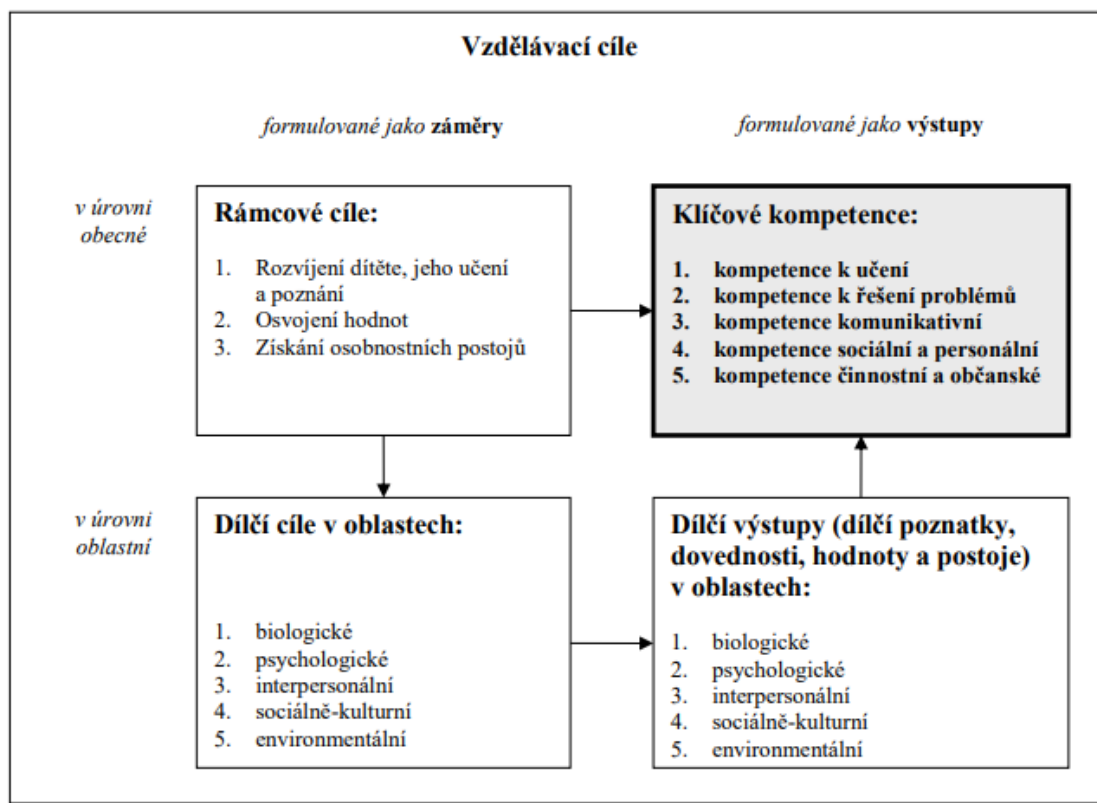 Vzdělávací cíle
formulované jako záměry
formulované jako výstupy
v úrovni
obecné
Rámcové cíle:
1. Rozvíjení dítěte, jeho učení
a poznání
2. Osvojení hodnot
3. Získání osobnostních postojů
Klíčové kompetence:
1. kompetence k učení
2. kompetence k řešení problémů
3. kompetence komunikativní
4. kompetence sociální a personální
5. kompetence činnostní a občanské
v úrovni
oblastní
Dílčí cíle v oblastech:
1. biologické
2. psychologické
3. interpersonální
4. sociálně-kulturní
5. environmentální
Dílčí výstupy (dílčí poznatky,
dovednosti, hodnoty a postoje)
v oblastech:
1. biologické
2. psychologické
3. interpersonální
4. sociálně-kulturní
5. environmentální